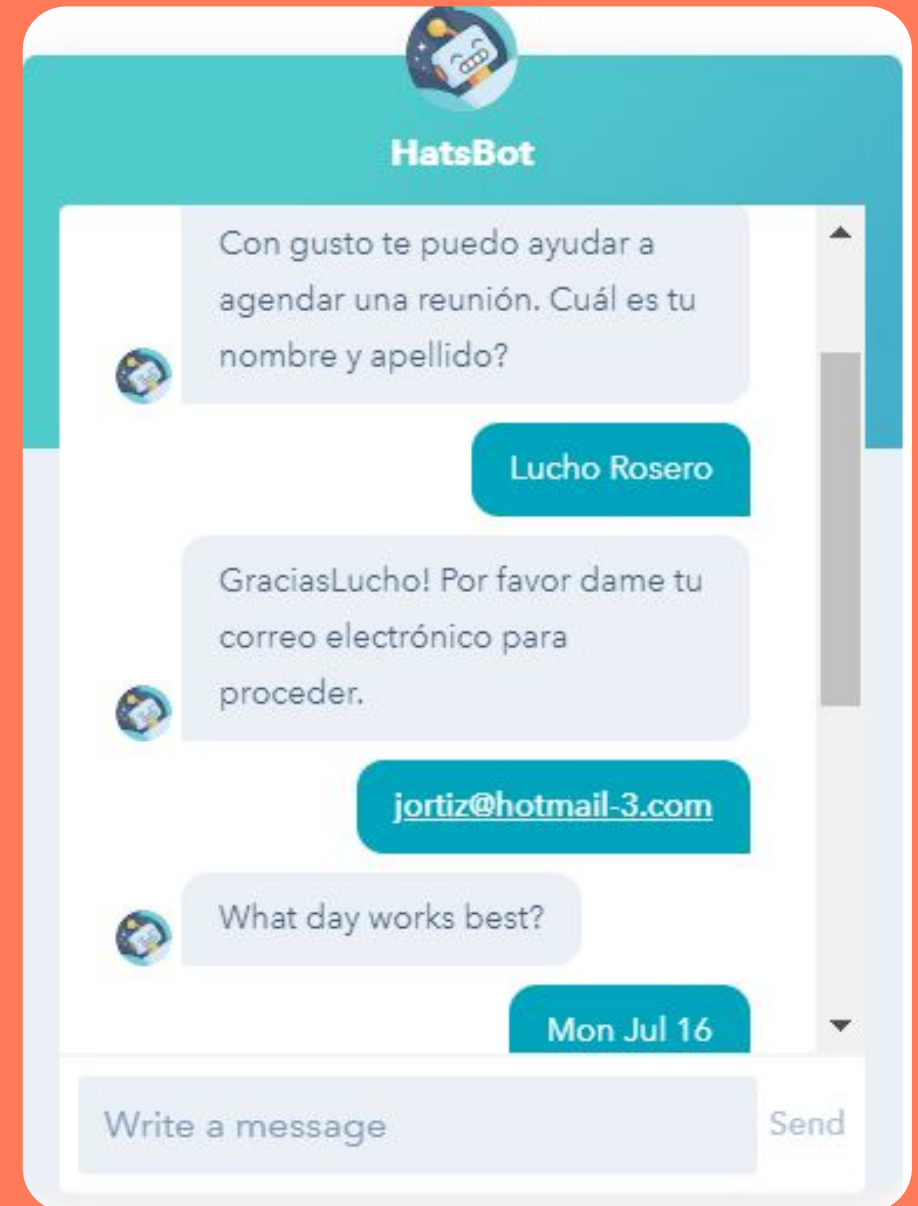 HatsBot
Con gusto te puedo ayudar a
agendar una reunión. Cuál es tu
nombre y apellido?
Lucho Rosero
GraciasLucho! Por favor dame tu
correo electrónico para
proceder.
jortiz@hotmail-3.com
What day works best?
Mon Jul 16
Write a message
Send